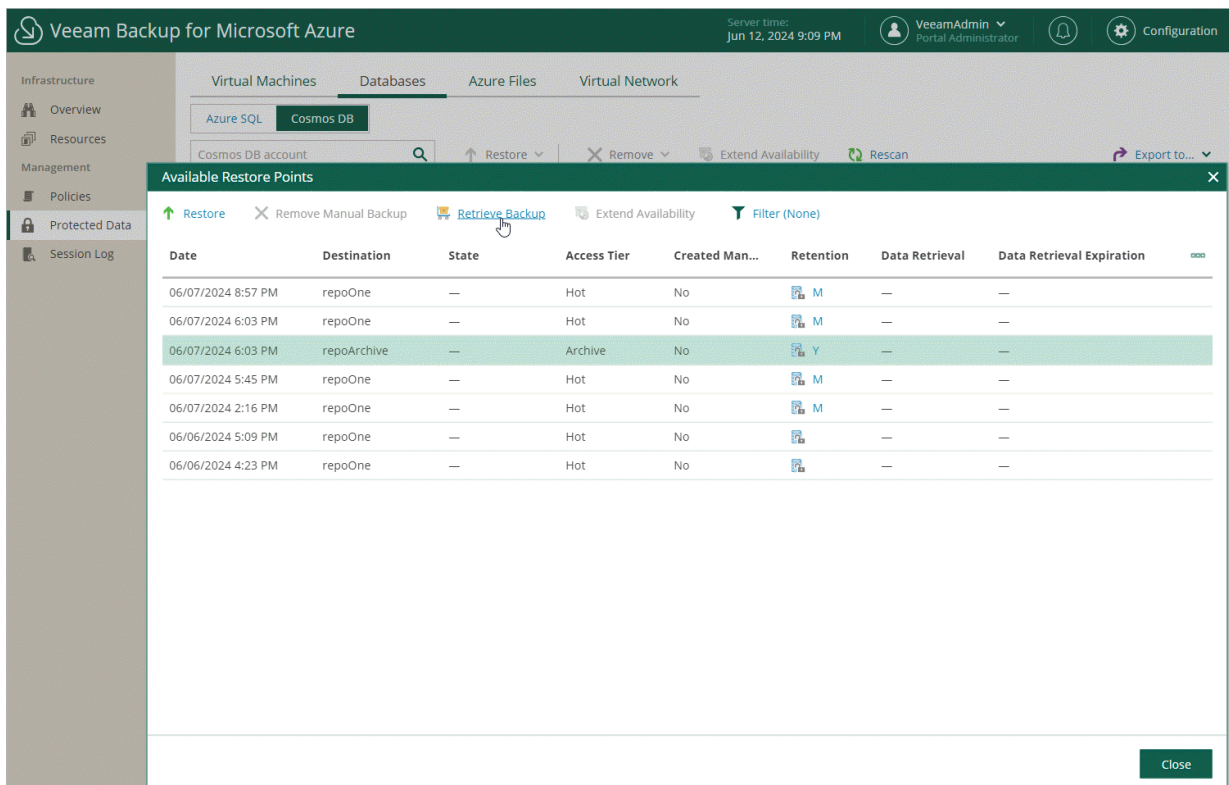 Veeam Backup for Microsoft Azure
Server time:
Jun 12, 2024 9:09 PM
VeeamAdmin
Portal Administrator
Configuration
Infrastructure
Overview
Resources
Management
Policies
Protected Data
Session Log
Virtual Machines Databases Azure Files Virtual Network
Azure SQL Cosmos DB
Cosmos DB account Restore Remove Extend Availability Rescan Export to...
Available Restore Points
Restore Remove Manual Backup Retrieve Backup Extend Availability Filter (None)
Date Destination State Access Tier Created Man... Retention Data Retrieval Data Retrieval Expiration
06/07/2024 8:57 PM repoOne — Hot No M — —
06/07/2024 6:03 PM repoOne — Hot No M — —
06/07/2024 6:03 PM repoArchive — Archive No Y — —
06/07/2024 5:45 PM repoOne — Hot No M — —
06/07/2024 2:16 PM repoOne — Hot No M — —
06/06/2024 5:09 PM repoOne — Hot No — —
06/06/2024 4:23 PM repoOne — Hot No — —
Close